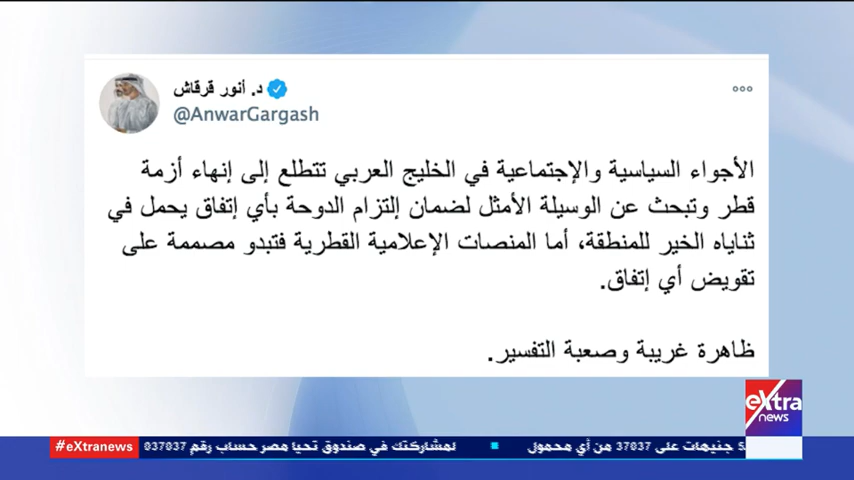 د. أنور قرقاش
@AnwarGargash
الأجواء السياسية والإجتماعية في الخليج العربي تتطلع إلى إنهاء أزمة
قطر وتبحث عن الوسيلة الأمثل لضمان إلتزام الدوحة بأي إتفاق يحمل في
ثناياه الخير للمنطقة، أما المنصات الإعلامية القطرية فتبدو مصممة على
تقويض أي إتفاق.
ظاهرة غريبة وصعبة التفسير.
eXtra
news
#eXtranews
5 جنيهات على 37037 من أي محمول ■ لمشاركتك في صندوق تحيا مصر حساب رقم 037037